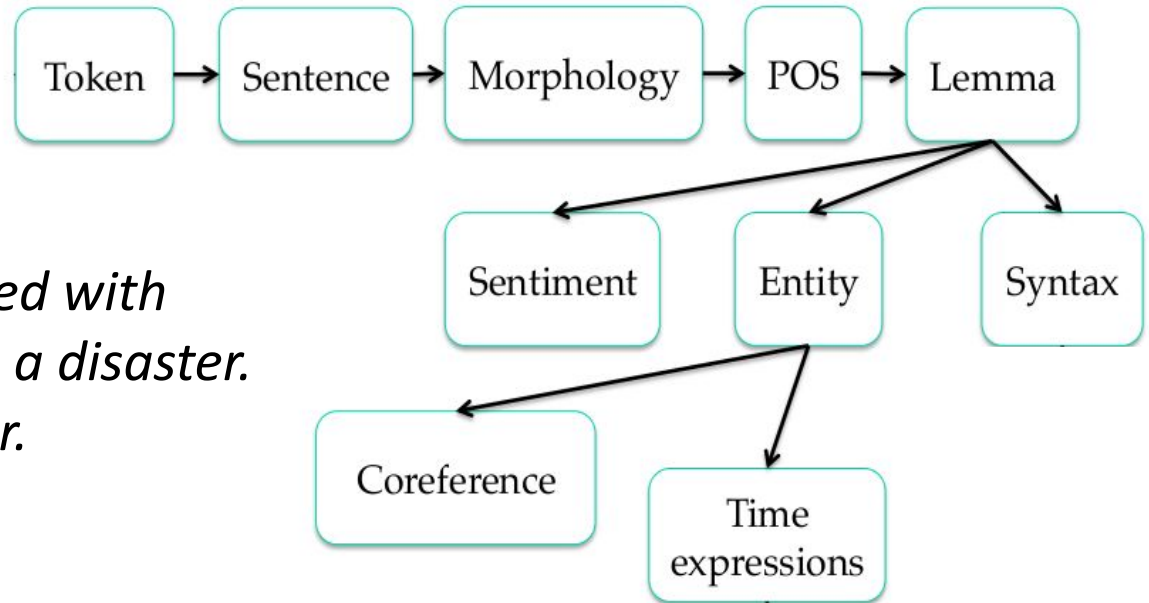 Token Sentence Morphology POS Lemma
Sentiment Entity Syntax
ed with
a disaster.
r.
Coreference
Time
expressions